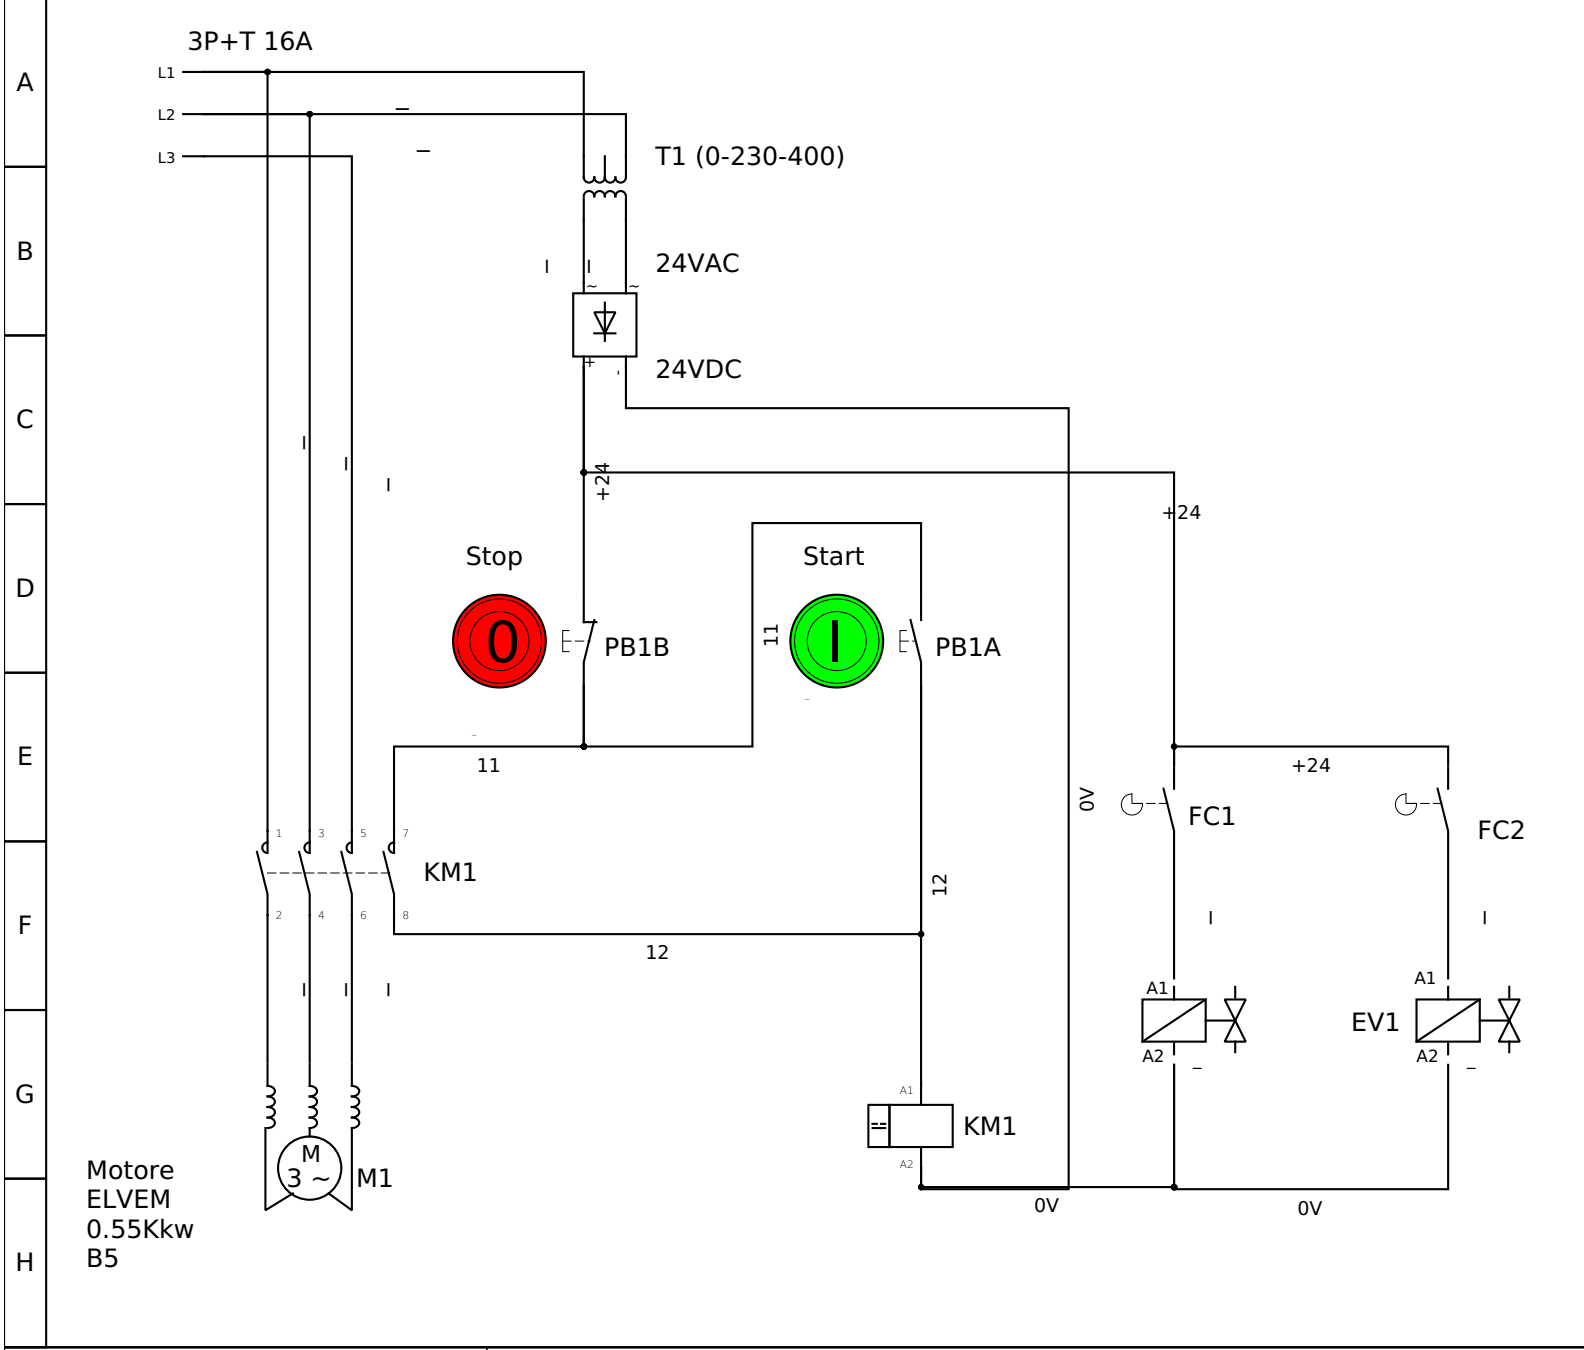 3P+T 16A
A
L1
L2
L3
T1 (0-230-400)
B
24VAC
~ ~
+ -
24VDC
C
+24
+24
Stop
Start
D
0
PB1B
11
I
PB1A
E
11
+24
0V
FC1
FC2
1 3 5 7
KM1
12
F
2 4 6 8
12
A1
A1
EV1
A2
A2
G
A1
KM1
M
3 ~
M1
A2
Motore
ELVEM
0.55Kkw
B5
0V
0V
H